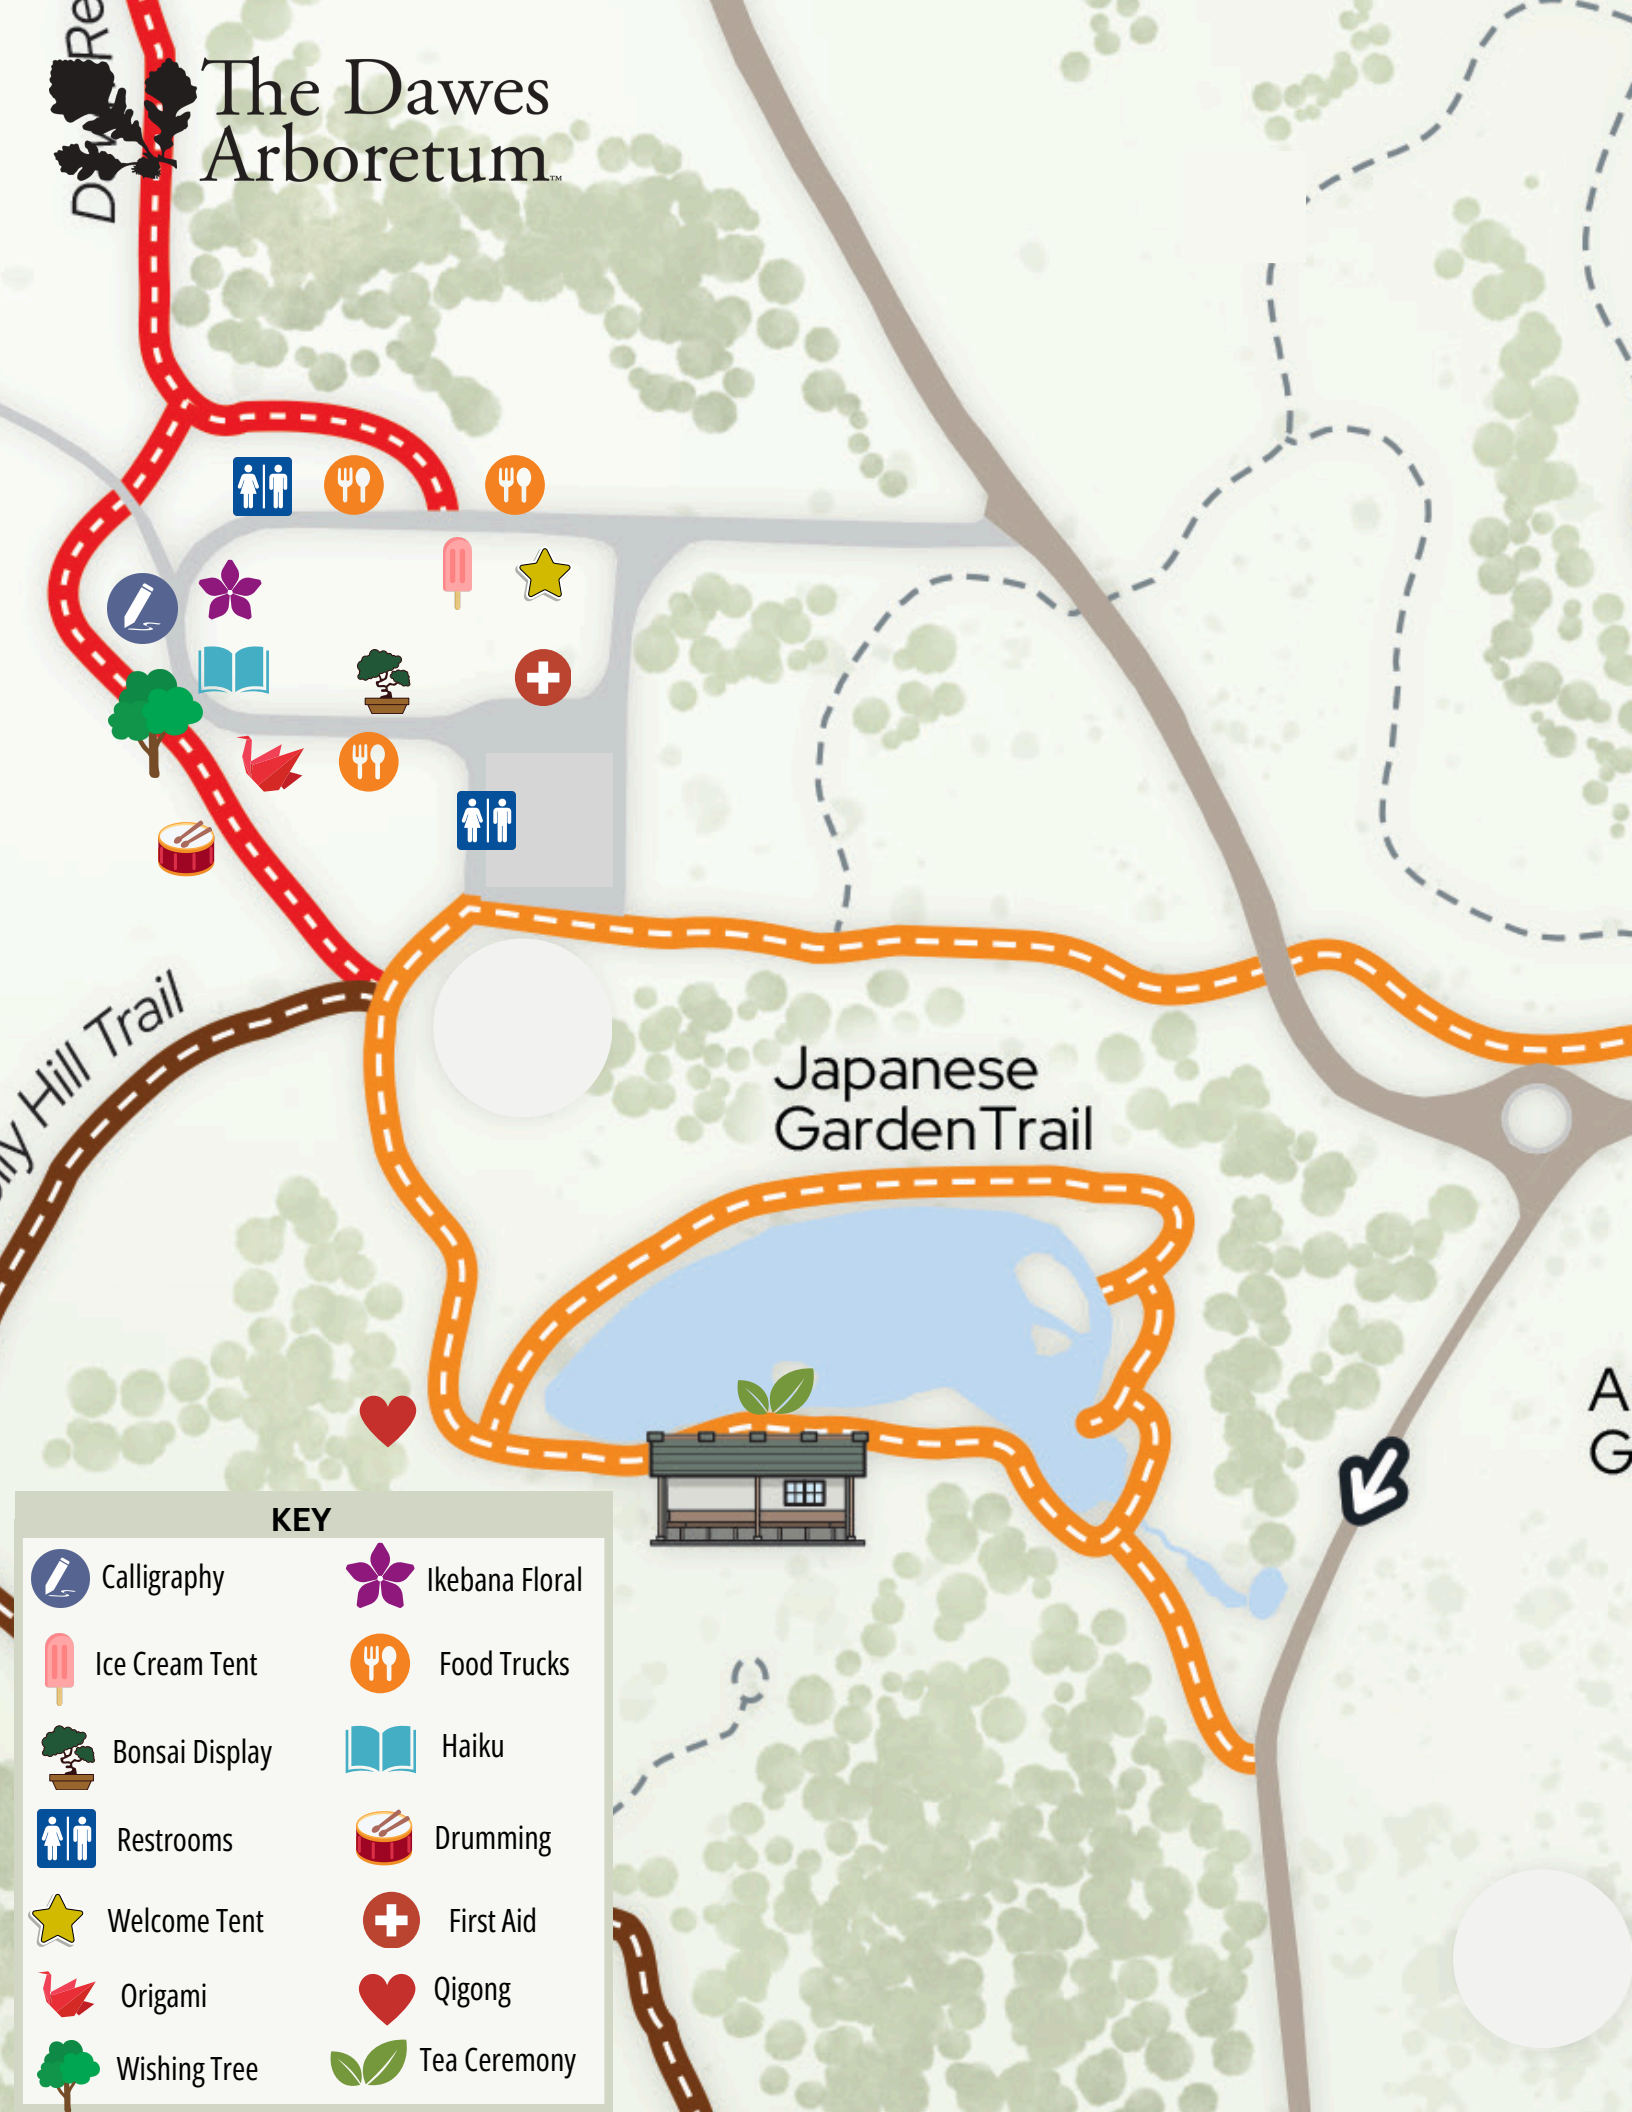 The Dawes
Arboretum™
Hill Trail
Japanese
Garden Trail
KEY
Calligraphy
Ikebana Floral
Ice Cream Tent
Food Trucks
Bonsai Display
Haiku
Restrooms
Drumming
Welcome Tent
First Aid
Origami
Qigong
Wishing Tree
Tea Ceremony